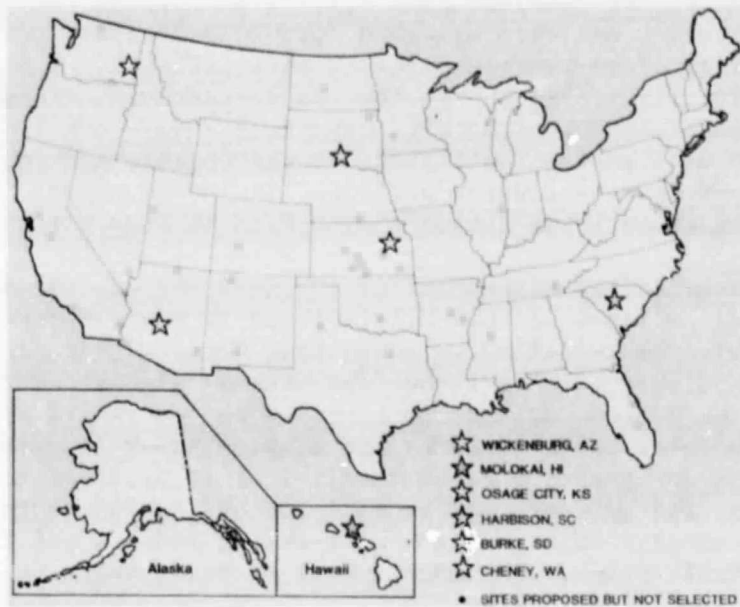 WICKENBURG, AZ
MOLOKAI, HI
OSAGE CITY, KS
HARBISON, SC
BURKE, SD
CHENEY, WA
SITES PROPOSED BUT NOT SELECTED
Alaska
Hawaii